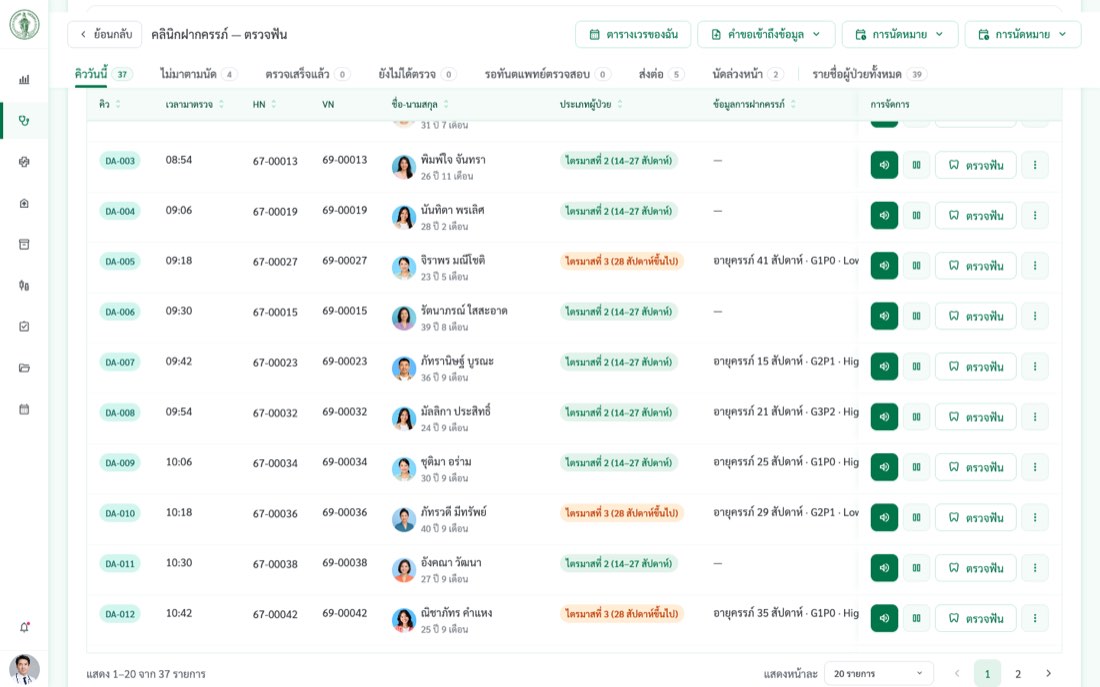 ย้อนกลับ
คลินิกฝากครรภ์ — ตรวจฟัน
ตารางเวรของฉัน
คำขอเข้าถึงข้อมูล
การนัดหมาย
การนัดหมาย
คิววันนี้ 37
ไม่มาตามนัด 4
ตรวจเสร็จแล้ว 0
ยังไม่ได้ตรวจ 0
รอทันตแพทย์ตรวจสอบ 0
ส่งต่อ 5
นัดล่วงหน้า 2
รายชื่อผู้ป่วยทั้งหมด 39
คิว เวลามาตรวจ HN VN ชื่อ-นามสกุล ประเภทผู้ป่วย ข้อมูลการฝากครรภ์ การจัดการ
31 ปี 7 เดือน
DA-003 08:54 67-00013 69-00013 พิมพ์ใจ จันทรา ไตรมาสที่ 2 (14–27 สัปดาห์) — ตรวจฟัน
26 ปี 11 เดือน
DA-004 09:06 67-00019 69-00019 นันทิดา พรเลิศ ไตรมาสที่ 2 (14–27 สัปดาห์) — ตรวจฟัน
28 ปี 2 เดือน
DA-005 09:18 67-00027 69-00027 จิราพร มณีโชติ ไตรมาสที่ 3 (28 สัปดาห์ขึ้นไป) อายุครรภ์ 41 สัปดาห์ · G1P0 · Low ตรวจฟัน
23 ปี 5 เดือน
DA-006 09:30 67-00015 69-00015 รัตนาภรณ์ ใสสะอาด ไตรมาสที่ 2 (14–27 สัปดาห์) — ตรวจฟัน
39 ปี 8 เดือน
DA-007 09:42 67-00023 69-00023 ภัทรานิษฐ์ บูรณะ ไตรมาสที่ 2 (14–27 สัปดาห์) อายุครรภ์ 15 สัปดาห์ · G2P1 · Hig ตรวจฟัน
36 ปี 9 เดือน
DA-008 09:54 67-00032 69-00032 มัลลิกา ประสิทธิ์ ไตรมาสที่ 2 (14–27 สัปดาห์) อายุครรภ์ 21 สัปดาห์ · G3P2 · Hig ตรวจฟัน
24 ปี 9 เดือน
DA-009 10:06 67-00034 69-00034 ชุติมา อร่าม ไตรมาสที่ 2 (14–27 สัปดาห์) อายุครรภ์ 25 สัปดาห์ · G1P0 · Hig ตรวจฟัน
30 ปี 9 เดือน
DA-010 10:18 67-00036 69-00036 ภัทรวดี มีทรัพย์ ไตรมาสที่ 3 (28 สัปดาห์ขึ้นไป) อายุครรภ์ 29 สัปดาห์ · G2P1 · Low ตรวจฟัน
40 ปี 9 เดือน
DA-011 10:30 67-00038 69-00038 อังคณา วัฒนา ไตรมาสที่ 2 (14–27 สัปดาห์) — ตรวจฟัน
27 ปี 9 เดือน
DA-012 10:42 67-00042 69-00042 ณิชาภัทร คำแหง ไตรมาสที่ 3 (28 สัปดาห์ขึ้นไป) อายุครรภ์ 35 สัปดาห์ · G1P0 · Hig ตรวจฟัน
25 ปี 9 เดือน
แสดง 1–20 จาก 37 รายการ
แสดงหน้าละ 20 รายการ 1 2